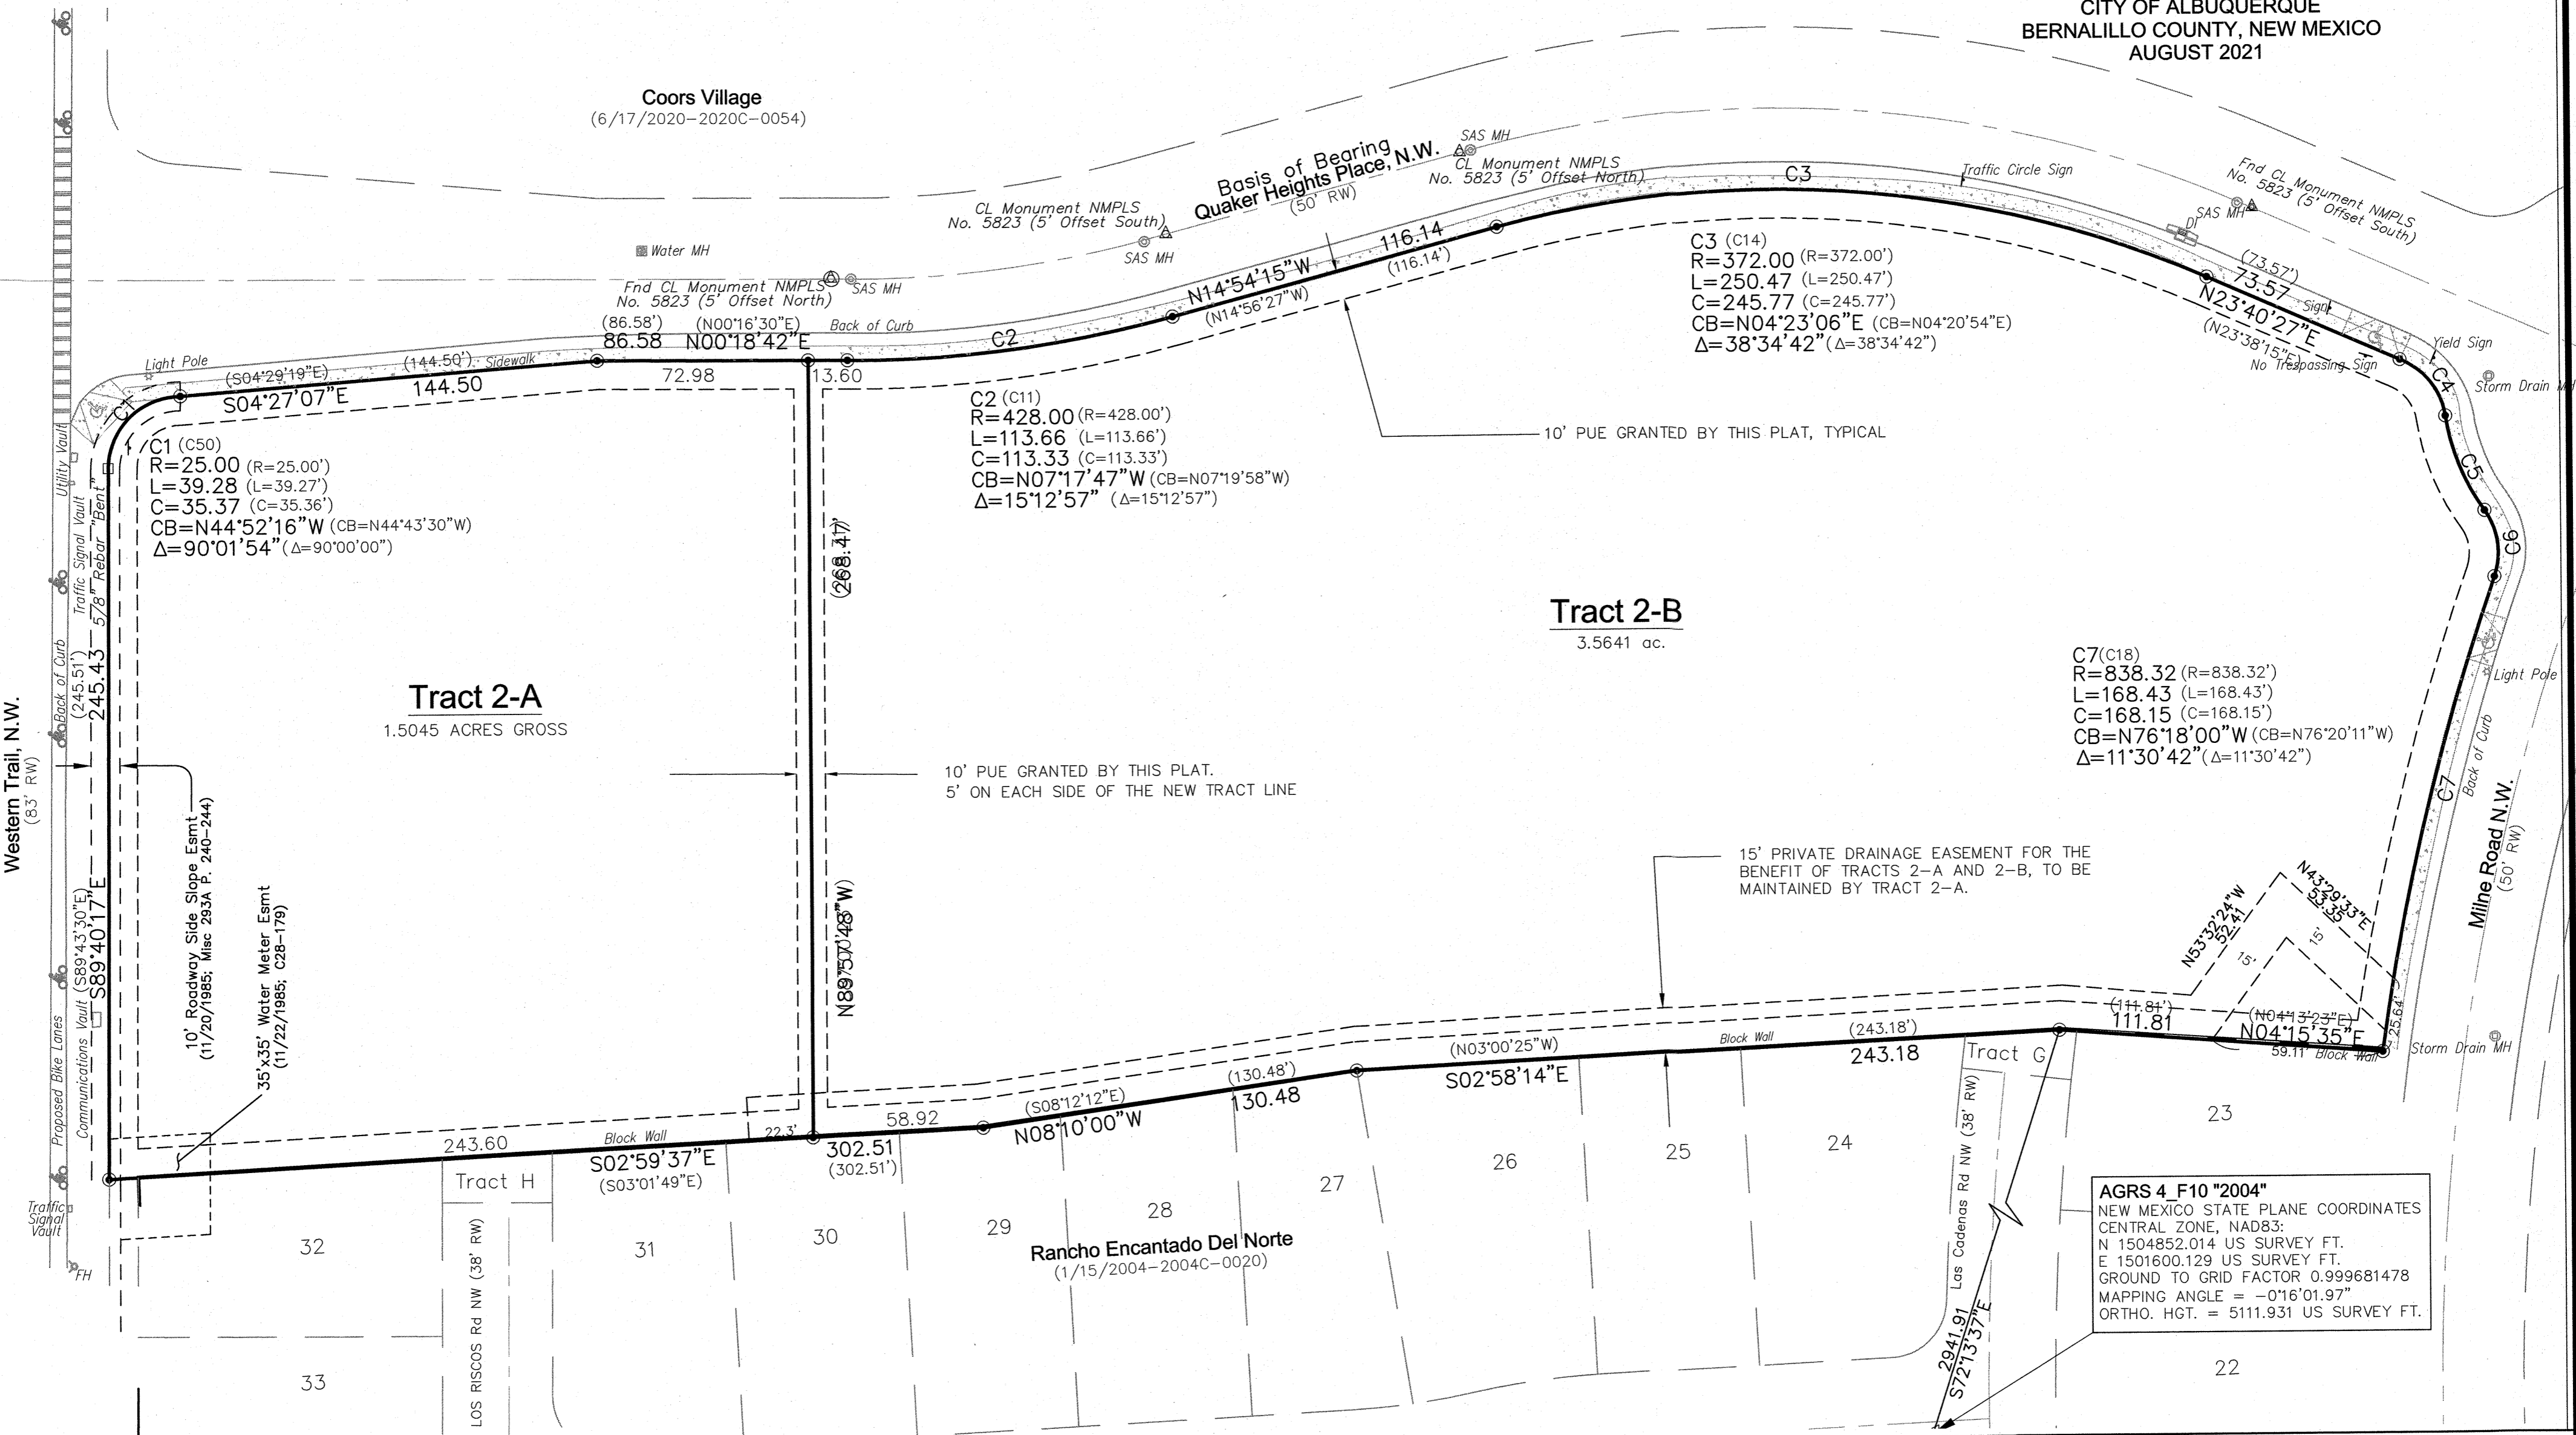 CITY OF ALBUQUERQUE
BERNALILLO COUNTY, NEW MEXICO
AUGUST 2021
Coors Village
(6/17/2020-2020C-0054)
Basis of Bearing
Quaker Heights Place, N.W.
(50' RW)
SAS MH
CL Monument NMPLS
No. 5823 (5' Offset North)
CL Monument NMPLS
No. 5823 (5' Offset South)
SAS MH
Water MH
Fnd CL Monument NMPLS
No. 5823 (5' Offset North)
SAS MH
Traffic Circle Sign
Fnd CL Monument NMPLS
No. 5823 (5' Offset South)
SAS MH
DI
(86.58')
(N00°16'30"E)
Back of Curb
86.58
N00°18'42"E
72.98
13.60
Light Pole
(S04°29'19"E)
(144.50')
Sidewalk
S04°27'07"E
144.50
C1
C2
116.14
(116.14')
N14°54'15"W
(N14°56'27"W)
C3
(73.57')
73.57
Sign
N23°40'27"E
(N23°38'15"E)
No Trespassing Sign
Yield Sign
C4
Storm Drain M
C5
C6
C1 (C50)
R=25.00 (R=25.00')
L=39.28 (L=39.27')
C=35.37 (C=35.36')
CB=N44°52'16"W (CB=N44°43'30"W)
Δ=90°01'54" (Δ=90°00'00")
C2 (C11)
R=428.00 (R=428.00')
L=113.66 (L=113.66')
C=113.33 (C=113.33')
CB=N07°17'47"W (CB=N07°19'58"W)
Δ=15°12'57" (Δ=15°12'57")
C3 (C14)
R=372.00 (R=372.00')
L=250.47 (L=250.47')
C=245.77 (C=245.77')
CB=N04°23'06"E (CB=N04°20'54"E)
Δ=38°34'42" (Δ=38°34'42")
10' PUE GRANTED BY THIS PLAT, TYPICAL
C7(C18)
R=838.32 (R=838.32')
L=168.43 (L=168.43')
C=168.15 (C=168.15')
CB=N76°18'00"W (CB=N76°20'11"W)
Δ=11°30'42" (Δ=11°30'42")
Tract 2-A
1.5045 ACRES GROSS
Tract 2-B
3.5641 ac.
10' PUE GRANTED BY THIS PLAT.
5' ON EACH SIDE OF THE NEW TRACT LINE
15' PRIVATE DRAINAGE EASEMENT FOR THE
BENEFIT OF TRACTS 2-A AND 2-B, TO BE
MAINTAINED BY TRACT 2-A.
Western Trail, N.W.
(83' RW)
Utility Vault
Traffic Signal Vault
5/8" Rebar "Bent"
Back of Curb
(245.51')
245.43
(S89°43'30"E)
S89°40'17"E
Communications Vault
Proposed Bike Lanes
Traffic
Signal
Vault
FH
10' Roadway Side Slope Esmt
(11/20/1985; Misc 293A P. 240-244)
35'x35' Water Meter Esmt
(11/22/1985; C28-179)
Light Pole
C7
Back of Curb
Milne Road N.W.
(50' RW)
N53°32'24"W
52.41
N43°29'33"E
53.35
15'
15'
25.64'
(111.81')
111.81
(N04°13'23"E)
N04°15'35"E
59.11'
Block Wall
Storm Drain MH
(243.18')
243.18
Block Wall
(N03°00'25"W)
S02°58'14"E
(130.48')
130.48
(S08°12'12"E)
N08°10'00"W
58.92
22.3'
302.51
(302.51')
243.60
Block Wall
S02°59'37"E
(S03°01'49"E)
Tract H
Tract G
32
33
31
30
29
28
27
26
25
24
23
22
LOS RISCOS Rd NW (38' RW)
Las Cadenas Rd NW (38' RW)
Rancho Encantado Del Norte
(1/15/2004-2004C-0020)
2941.91
S72°13'37"E
AGRS 4_F10 "2004"
NEW MEXICO STATE PLANE COORDINATES
CENTRAL ZONE, NAD83:
N 1504852.014 US SURVEY FT.
E 1501600.129 US SURVEY FT.
GROUND TO GRID FACTOR 0.999681478
MAPPING ANGLE = -0°16'01.97"
ORTHO. HGT. = 5111.931 US SURVEY FT.